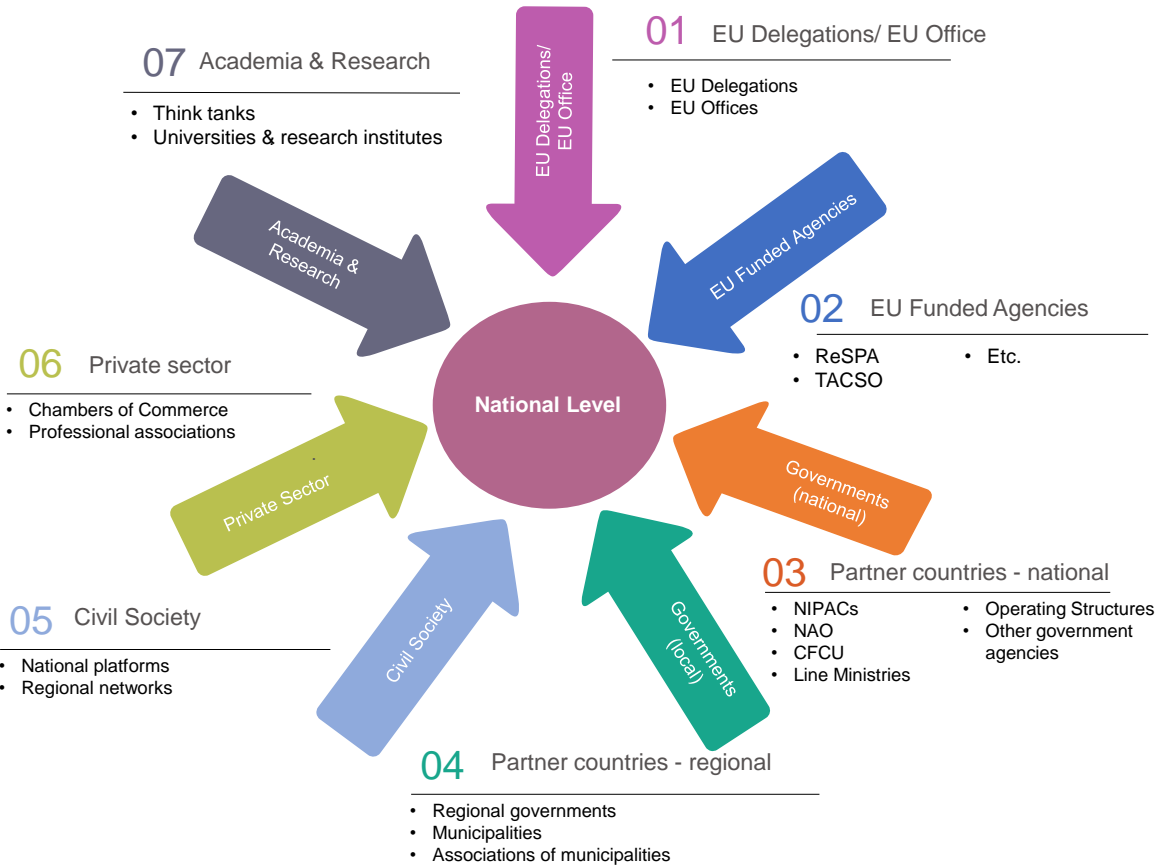 01 EU Delegations/ EU Office
• EU Delegations
• EU Offices
07 Academia & Research
• Think tanks
• Universities & research institutes
EU Delegations/
EU Office
Academia &
Research
EU Funded Agencies
02 EU Funded Agencies
• ReSPA
• TACSO
• Etc.
06 Private sector
• Chambers of Commerce
• Professional associations
National Level
Private Sector
Governments
(national)
03 Partner countries - national
• NIPACs
• NAO
• CFCU
• Line Ministries
• Operating Structures
• Other government
agencies
05 Civil Society
• National platforms
• Regional networks
Civil Society
Governments
(local)
04 Partner countries - regional
• Regional governments
• Municipalities
• Associations of municipalities